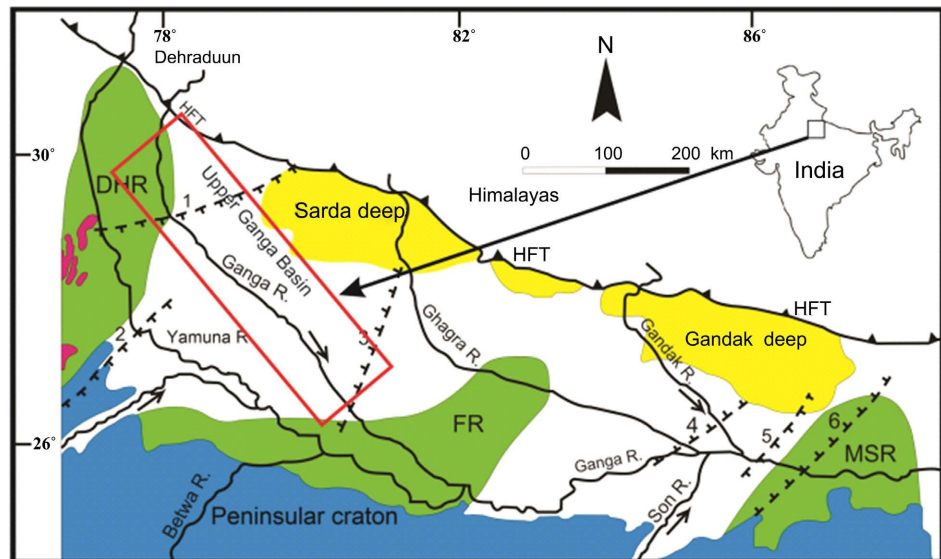 78°
82°
86°
Dehraduun
N
HFT
30°
0 100 200 km
India
DHR
1
Upper Ganga Basin
Sarda deep
Himalayas
HFT
Ganga R.
HFT
2
Yamuna R
3
Ghagra R.
Gandak R.
Gandak deep
26°
FR
4
5
6
Ganga R.
MSR
Betwa R.
Peninsular craton
Son R.